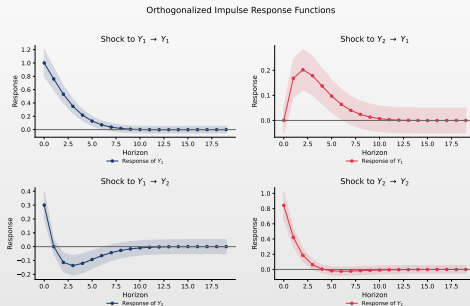 Orthogonalized Impulse Response Functions
Shock to Y₁ → Y₁
Response
1.2
1.0
0.8
0.6
0.4
0.2
0.0
0.0 2.5 5.0 7.5 10.0 12.5 15.0 17.5
Horizon
Response of Y₁
Shock to Y₂ → Y₁
Response
0.2
0.1
0.0
0.0 2.5 5.0 7.5 10.0 12.5 15.0 17.5
Horizon
Response of Y₁
Shock to Y₁ → Y₂
Response
0.4
0.3
0.2
0.1
0.0
−0.1
−0.2
0.0 2.5 5.0 7.5 10.0 12.5 15.0 17.5
Horizon
Response of Y₂
Shock to Y₂ → Y₂
Response
1.0
0.8
0.6
0.4
0.2
0.0
0.0 2.5 5.0 7.5 10.0 12.5 15.0 17.5
Horizon
Response of Y₂